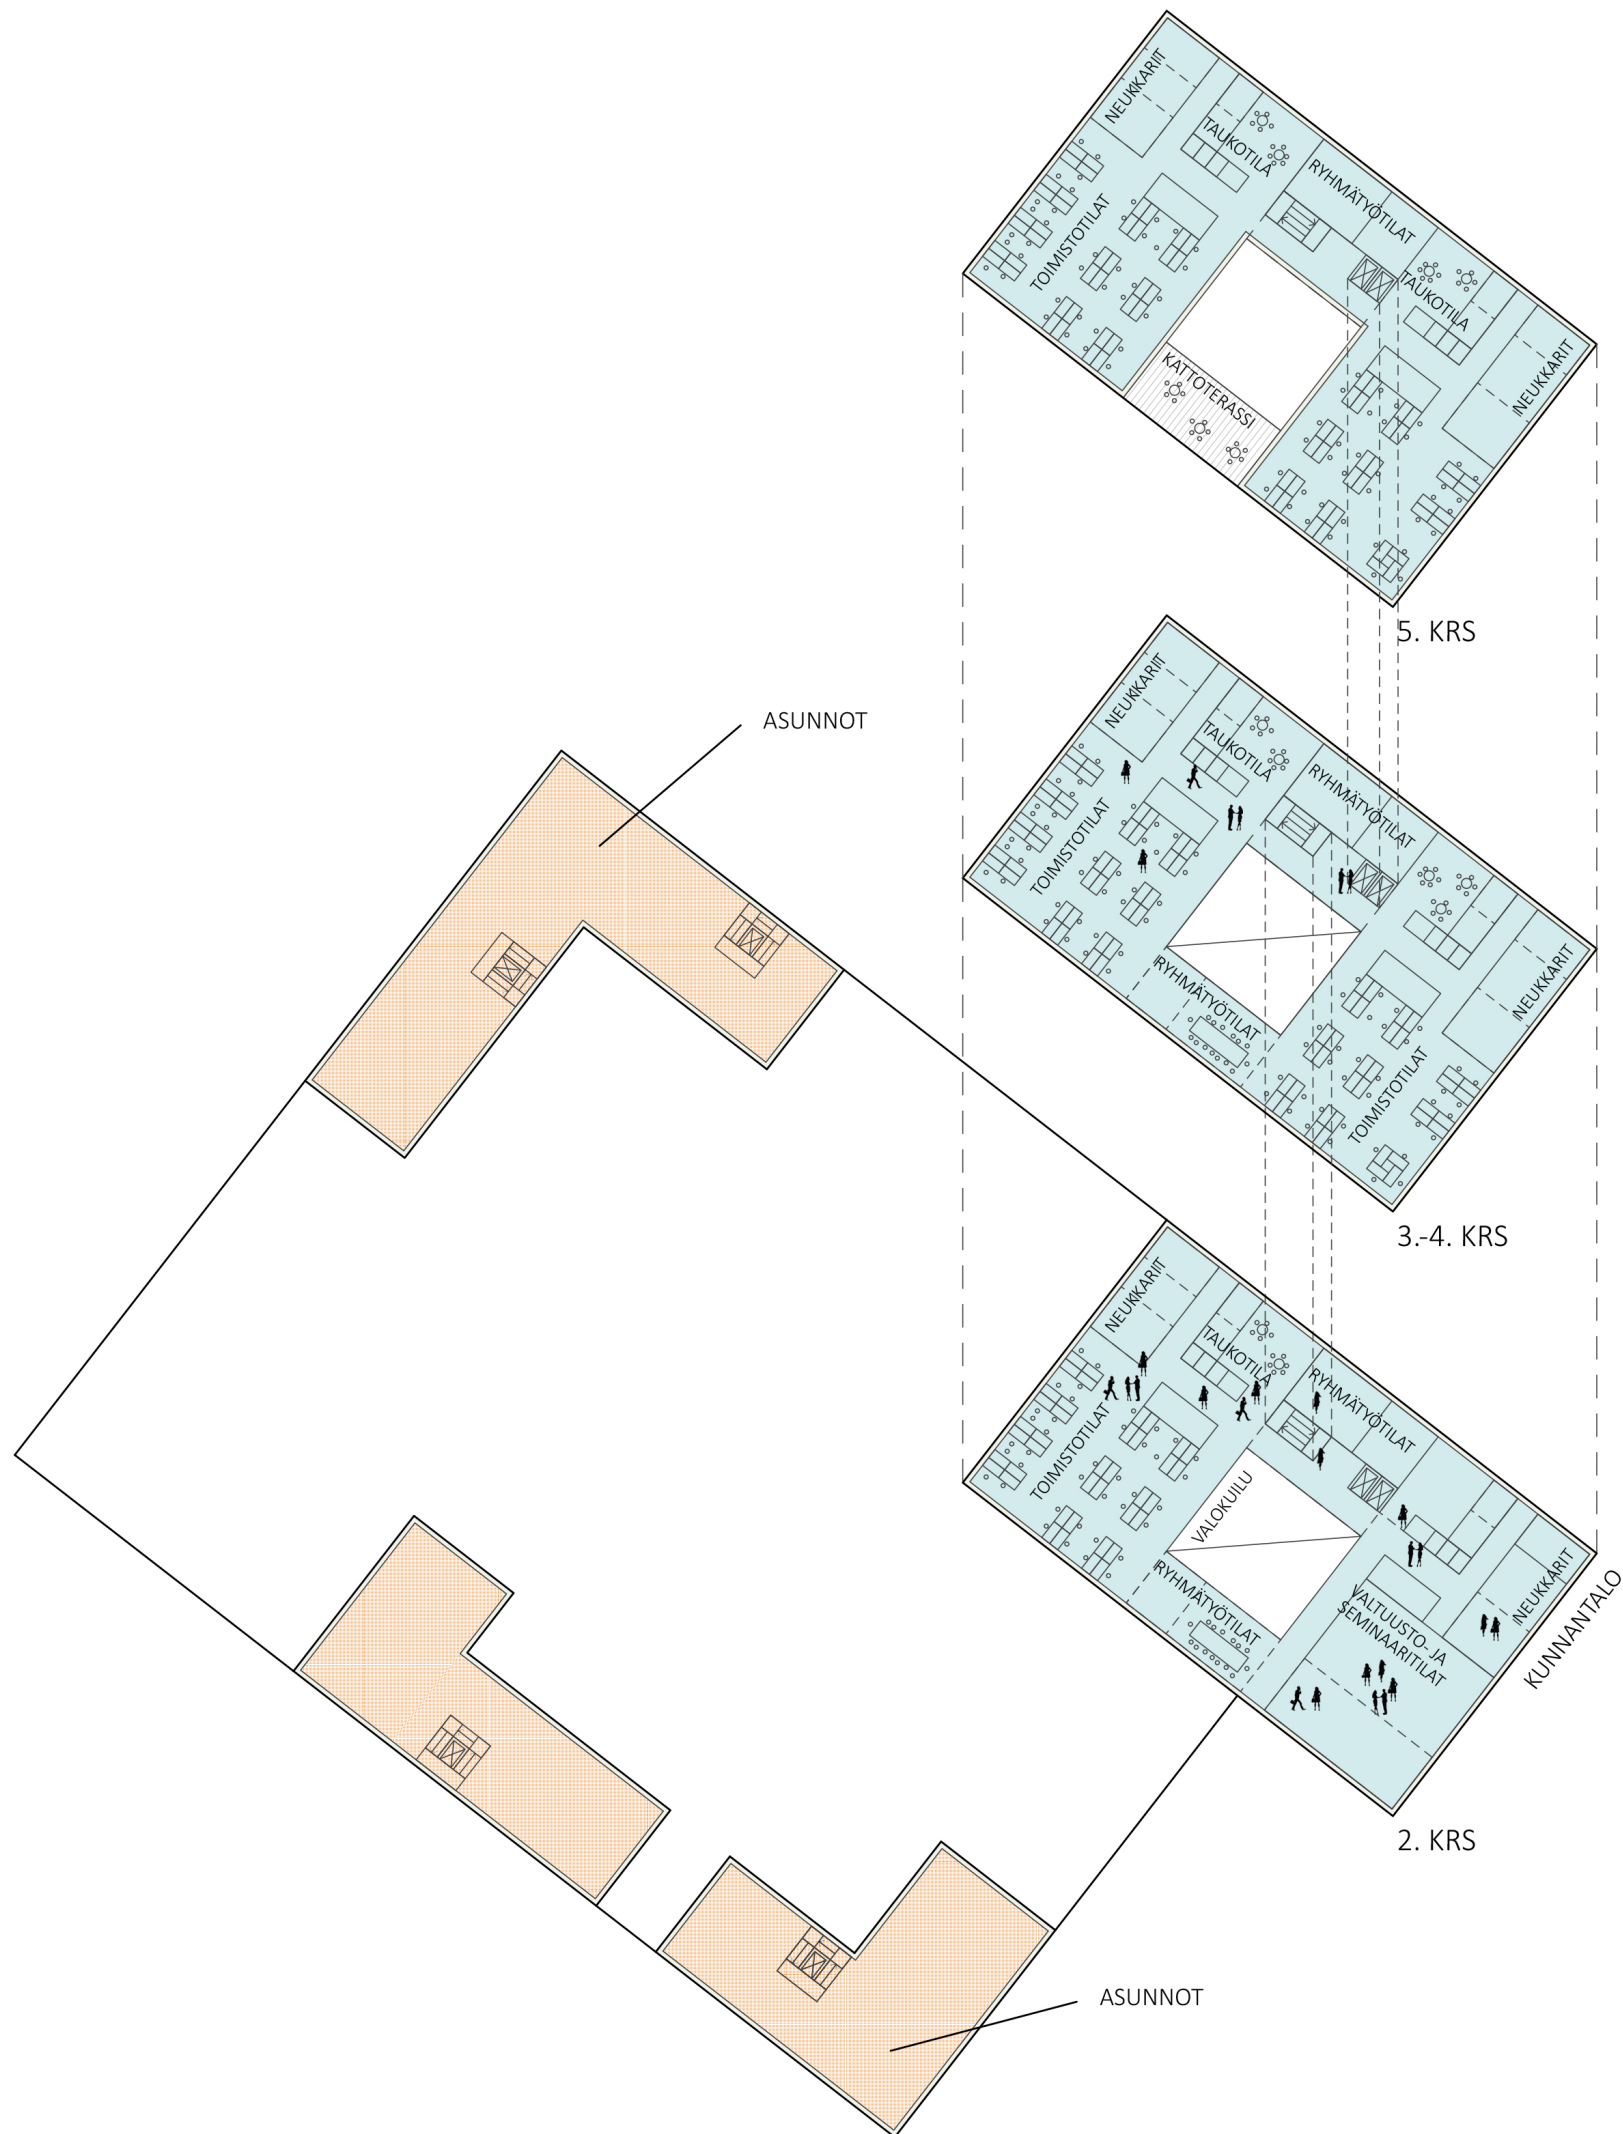 NEUKKARIT
TAUKOTILA
RYHMÄTYÖTILAT
TOIMISTOTILAT
TAUKOTILA
NEUKKARIT
KATTOTERASSI
5. KRS
NEUKKARIT
TAUKOTILA
RYHMÄTYÖTILAT
TOIMISTOTILAT
NEUKKARIT
RYHMÄTYÖTILAT
TOIMISTOTILAT
3.-4. KRS
ASUNNOT
NEUKKARIT
TAUKOTILA
RYHMÄTYÖTILAT
TOIMISTOTILAT
VALOKUILU
NEUKKARIT
RYHMÄTYÖTILAT
VALTUUSTO- JA
SEMINAARITILAT
KUNNANTALO
2. KRS
ASUNNOT